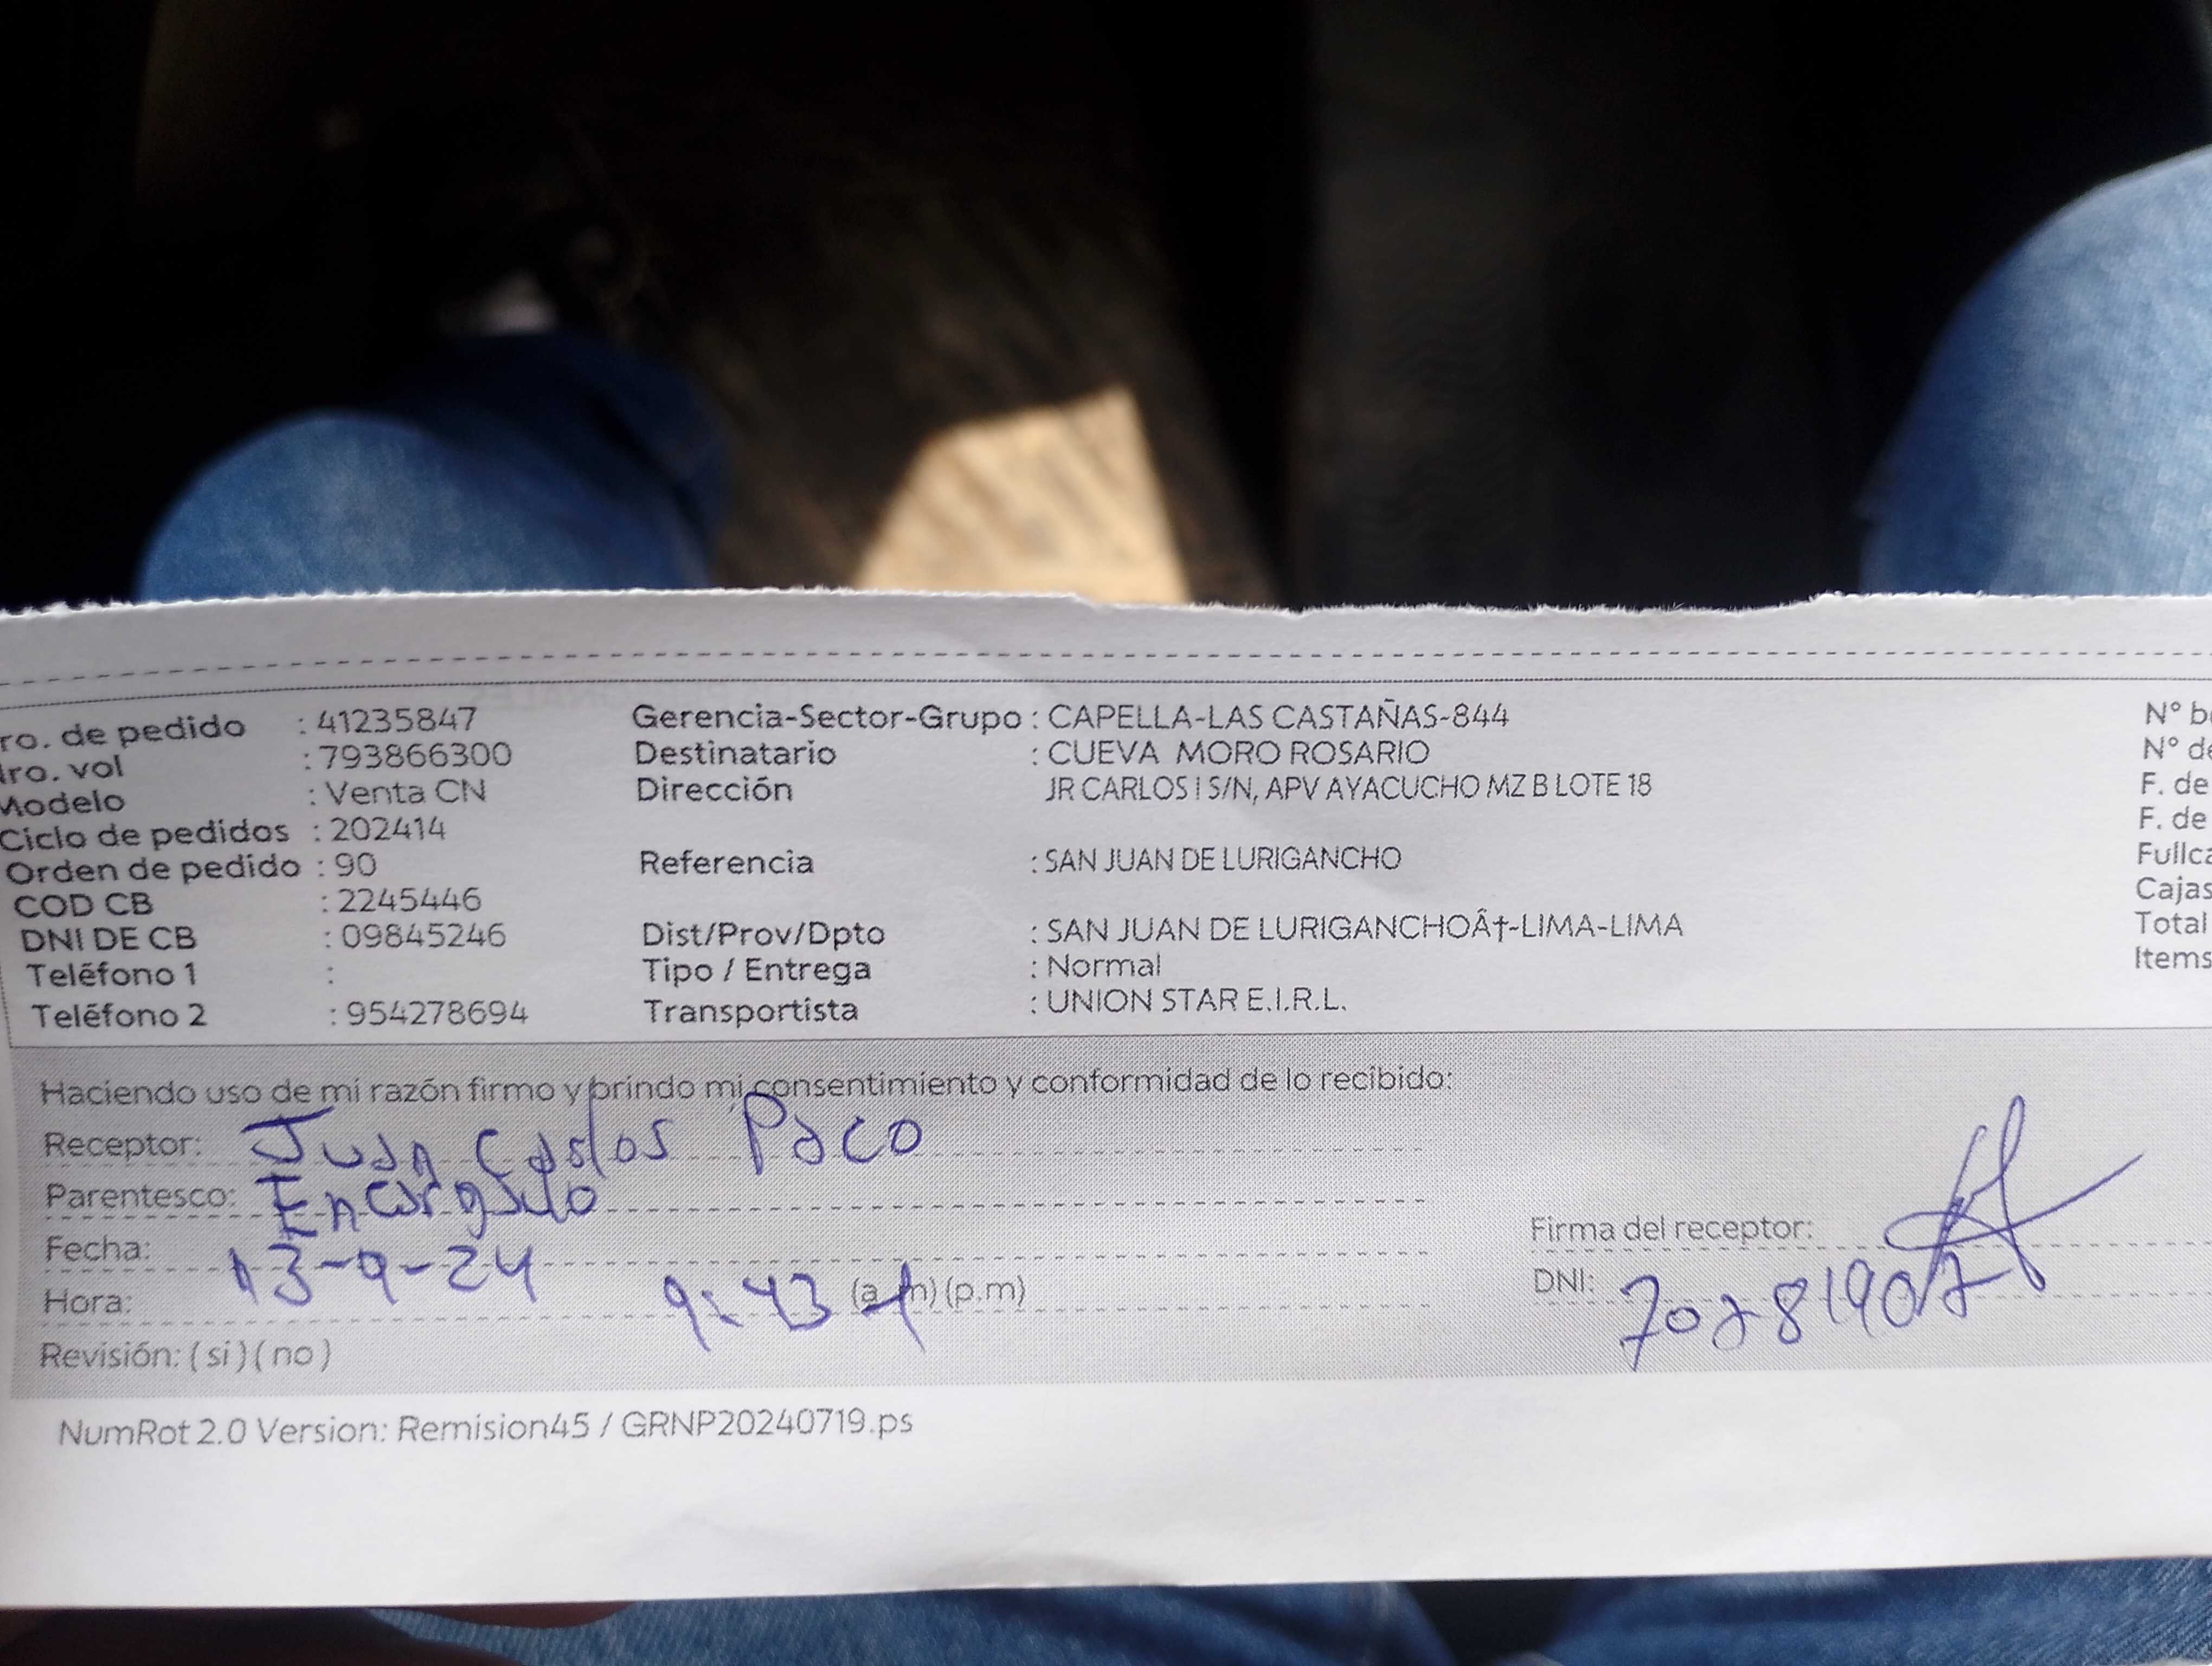 ro. de pedido : 41235847
ro. vol : 793866300
Modelo : Venta CN
Ciclo de pedidos : 202414
Orden de pedido : 90
COD CB : 2245446
DNI DE CB : 09845246
Teléfono 1 :
Teléfono 2 : 954278694
Gerencia-Sector-Grupo : CAPELLA-LAS CASTAÑAS-844
Destinatario : CUEVA MORO ROSARIO
Dirección JR CARLOS I S/N, APV AYACUCHO MZ B LOTE 18
Referencia : SAN JUAN DE LURIGANCHO
Dist/Prov/Dpto : SAN JUAN DE LURIGANCHOÂ†-LIMA-LIMA
Tipo / Entrega : Normal
Transportista : UNION STAR E.I.R.L.
N° b
N° de
F. de
F. de
Fullca
Cajas
Total
Items
Haciendo uso de mi razón firmo y brindo mi consentimiento y conformidad de lo recibido:
Receptor: Juan Carlos Paco
Parentesco: Encargado
Fecha: 13-9-24
Hora: 9:43 (a.m) (p.m)
Revisión: ( si ) ( no )
Firma del receptor:
DNI:
NumRot 2.0 Version: Remision45 / GRNP20240719.ps